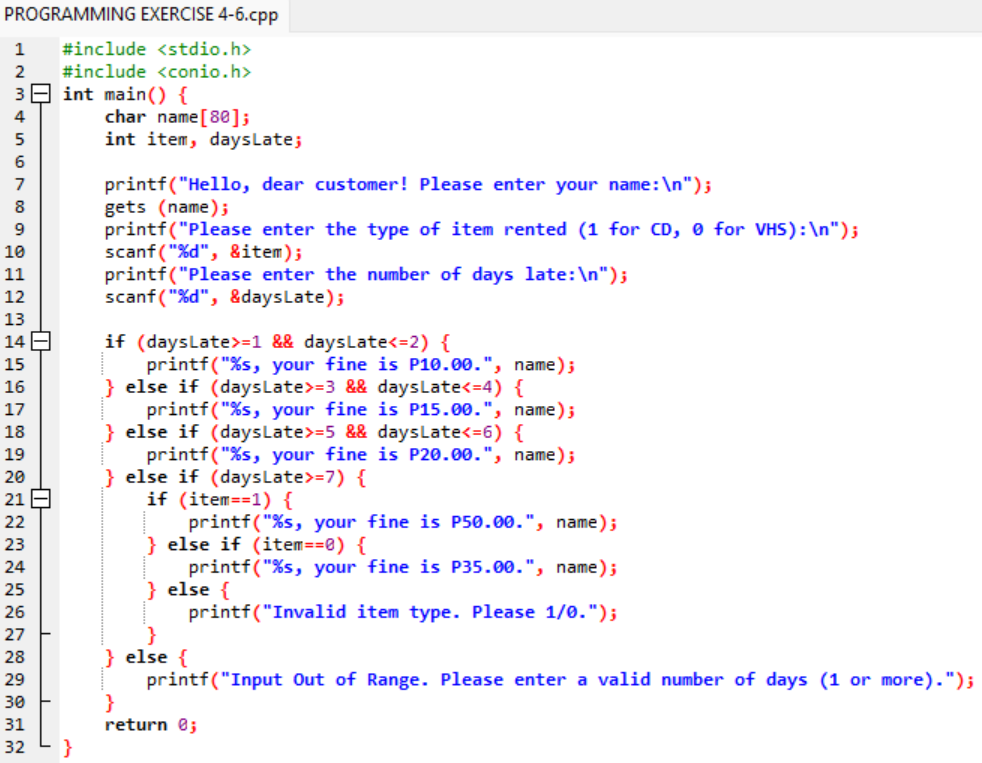 PROGRAMMING EXERCISE 4-6.cpp
1 #include <stdio.h>
2 #include <conio.h>
3 int main() {
4 char name[80];
5 int item, daysLate;
6
7 printf("Hello, dear customer! Please enter your name:\n");
8 gets (name);
9 printf("Please enter the type of item rented (1 for CD, 0 for VHS):\n");
10 scanf("%d", &item);
11 printf("Please enter the number of days late:\n");
12 scanf("%d", &daysLate);
13
14 if (daysLate>=1 && daysLate<=2) {
15 printf("%s, your fine is P10.00.", name);
16 } else if (daysLate>=3 && daysLate<=4) {
17 printf("%s, your fine is P15.00.", name);
18 } else if (daysLate>=5 && daysLate<=6) {
19 printf("%s, your fine is P20.00.", name);
20 } else if (daysLate>=7) {
21 if (item==1) {
22 printf("%s, your fine is P50.00.", name);
23 } else if (item==0) {
24 printf("%s, your fine is P35.00.", name);
25 } else {
26 printf("Invalid item type. Please 1/0.");
27 }
28 } else {
29 printf("Input Out of Range. Please enter a valid number of days (1 or more).");
30 }
31 return 0;
32 }